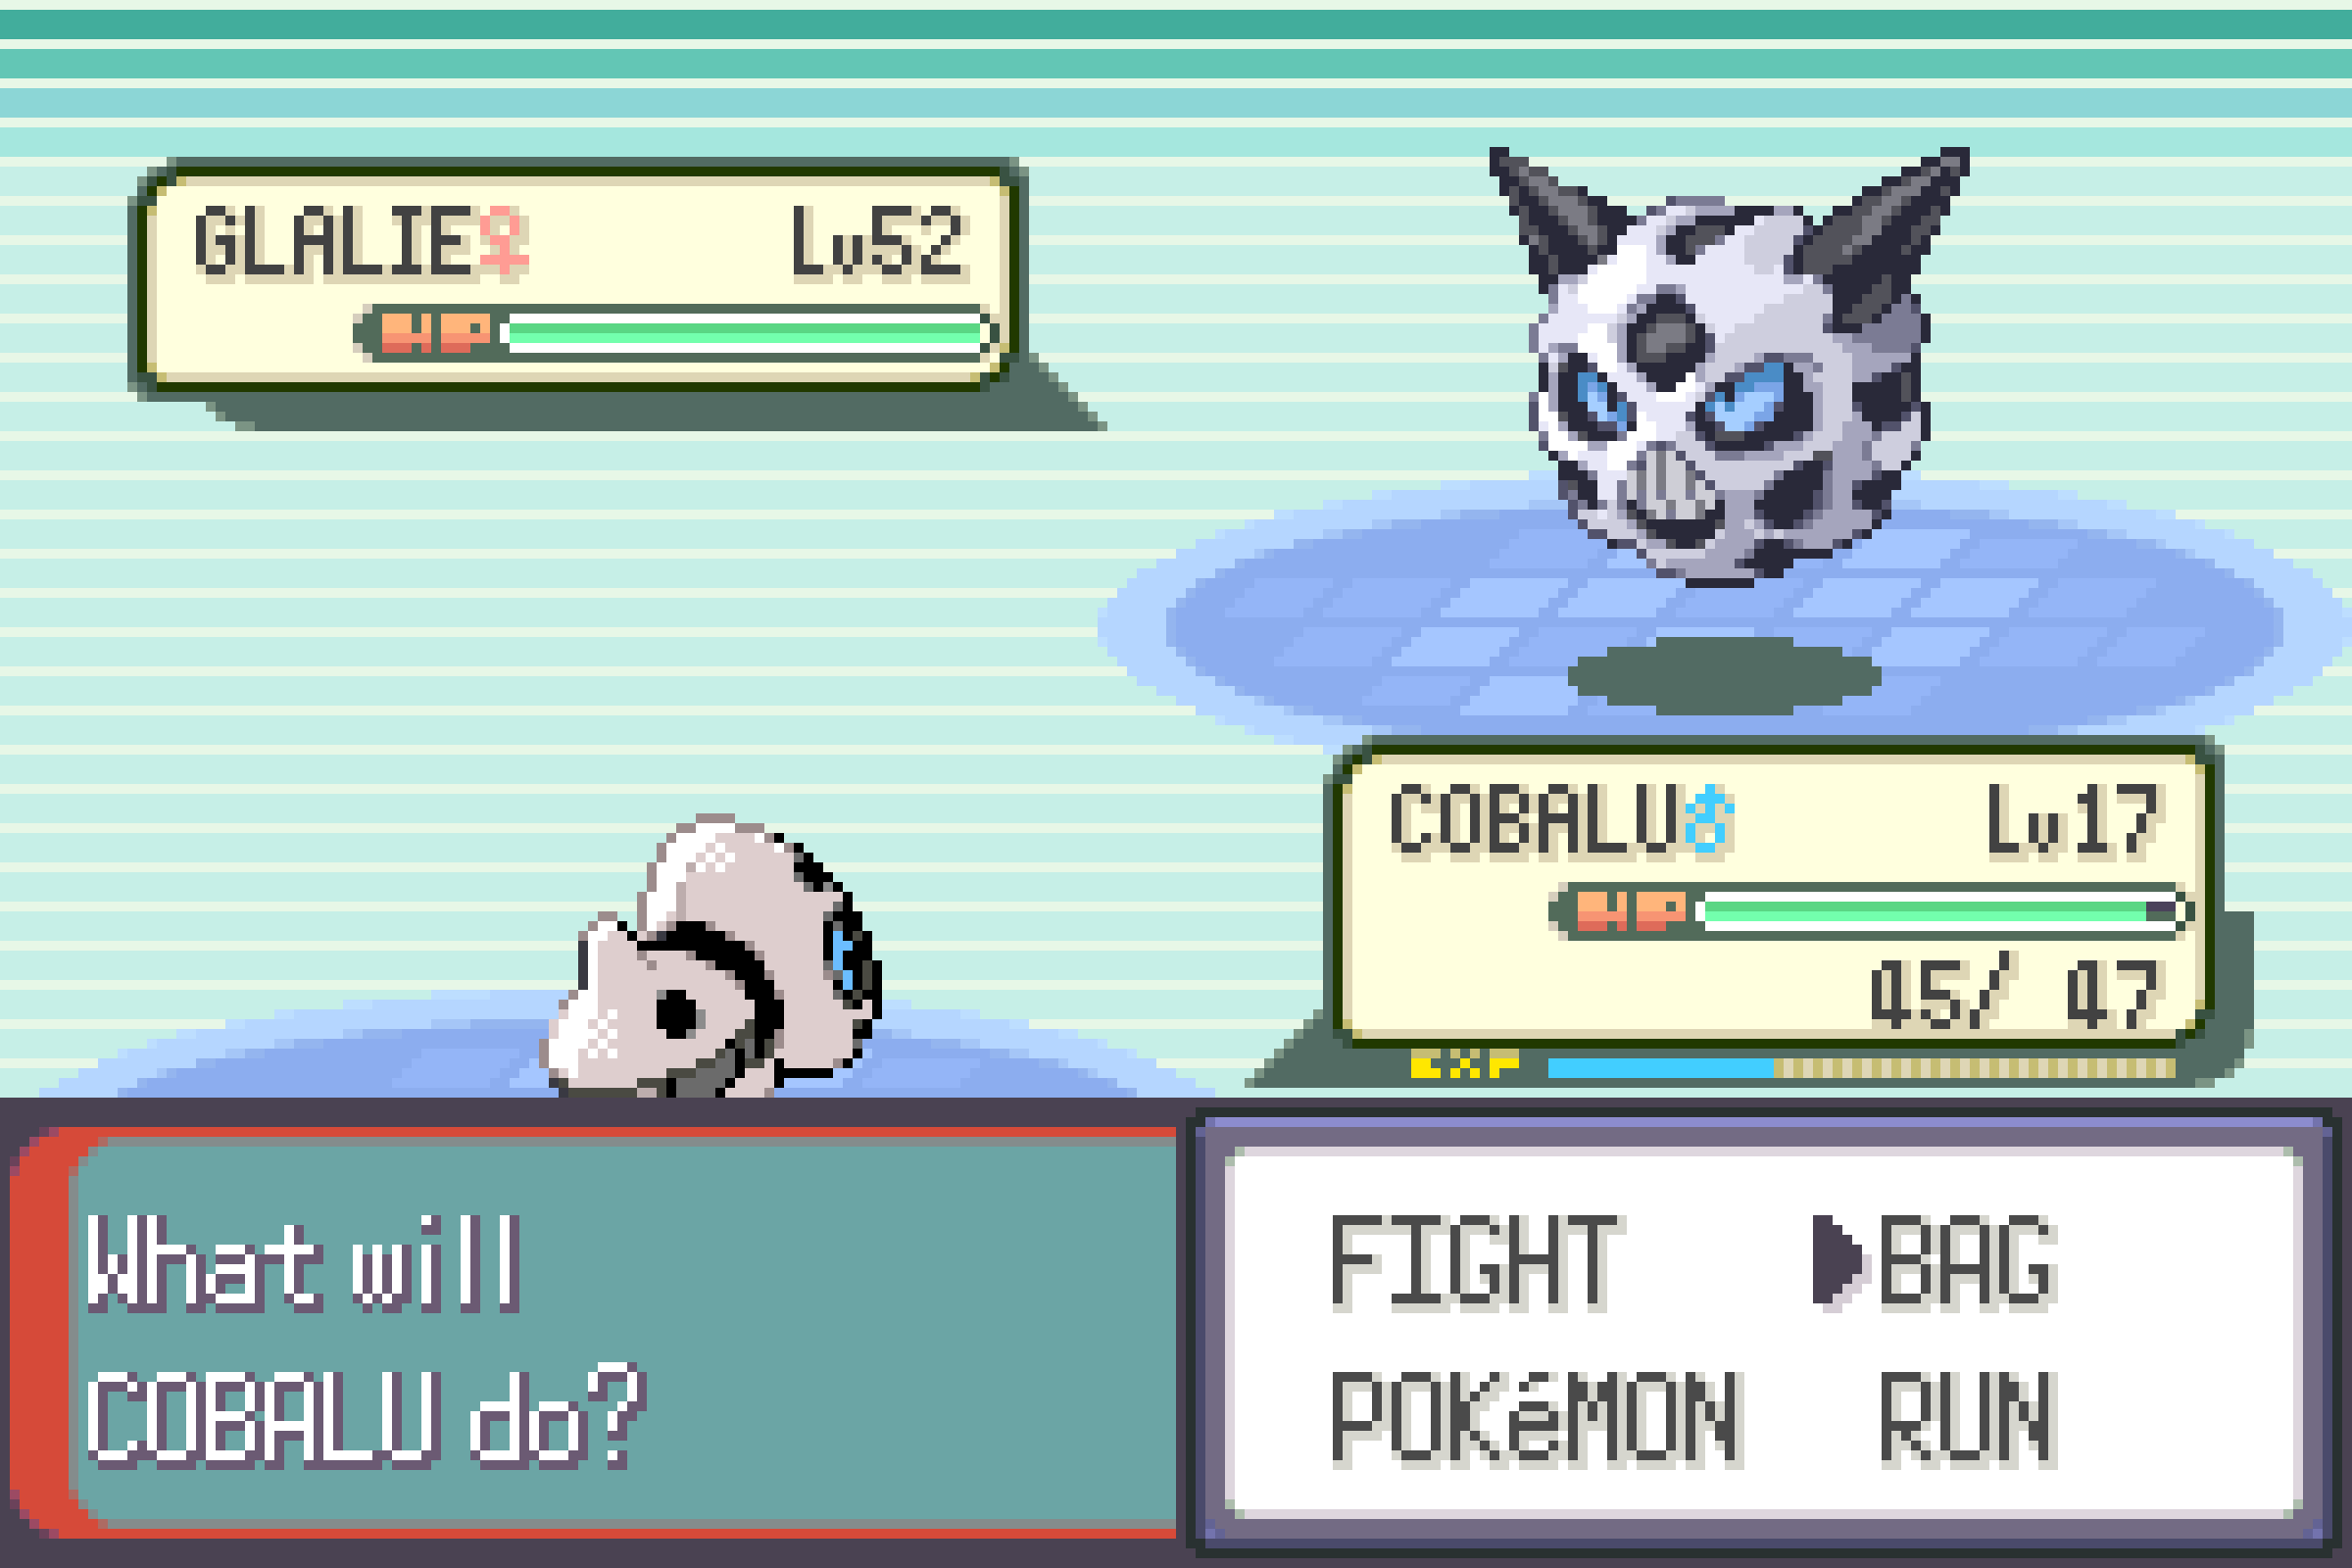 GLALIE♀ Lv52
HP
COBALU♂ Lv17
HP
45/ 47
EXP
What will
COBALU do?
FIGHT ▶BAG
POKéMON RUN